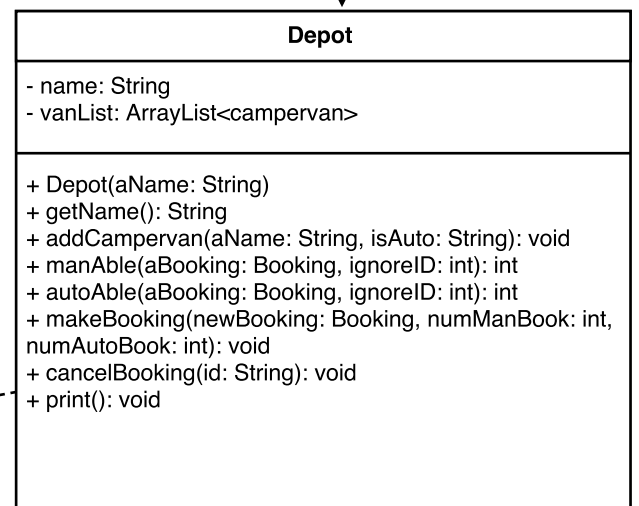 Depot
- name: String
- vanList: ArrayList<campervan>
+ Depot(aName: String)
+ getName(): String
+ addCampervan(aName: String, isAuto: String): void
+ manAble(aBooking: Booking, ignoreID: int): int
+ autoAble(aBooking: Booking, ignoreID: int): int
+ makeBooking(newBooking: Booking, numManBook: int,
numAutoBook: int): void
+ cancelBooking(id: String): void
+ print(): void